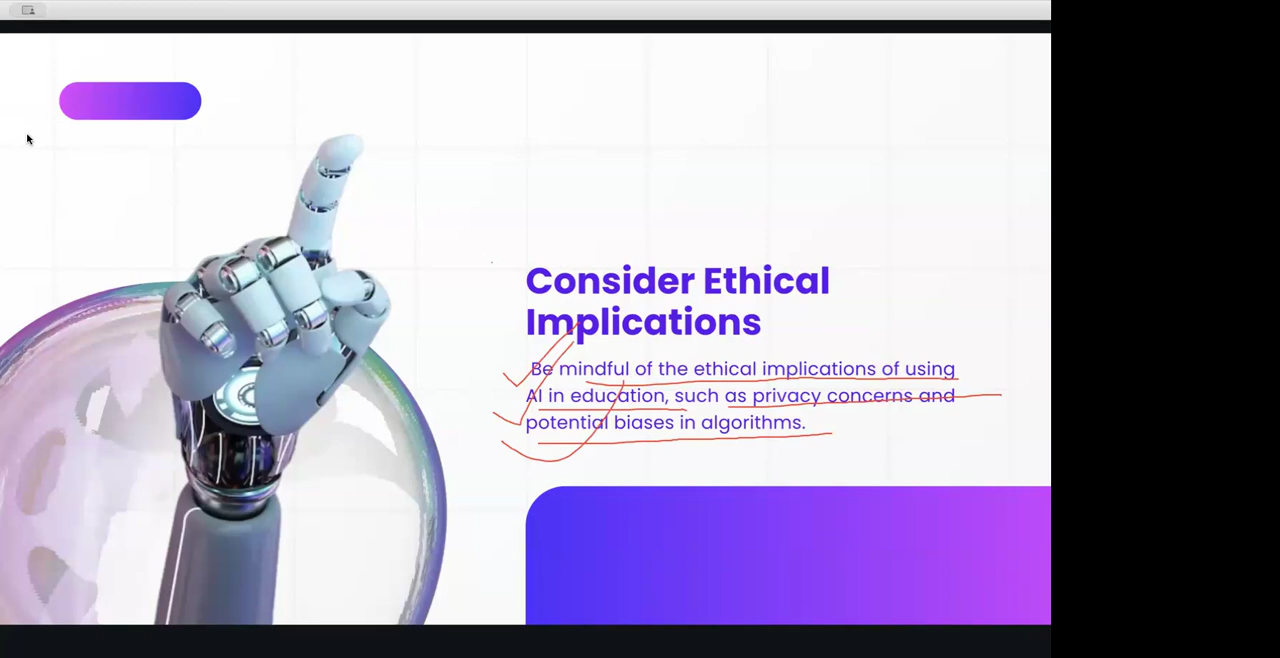 Consider Ethical
Implications
Be mindful of the ethical implications of using
AI in education, such as privacy concerns and
potential biases in algorithms.